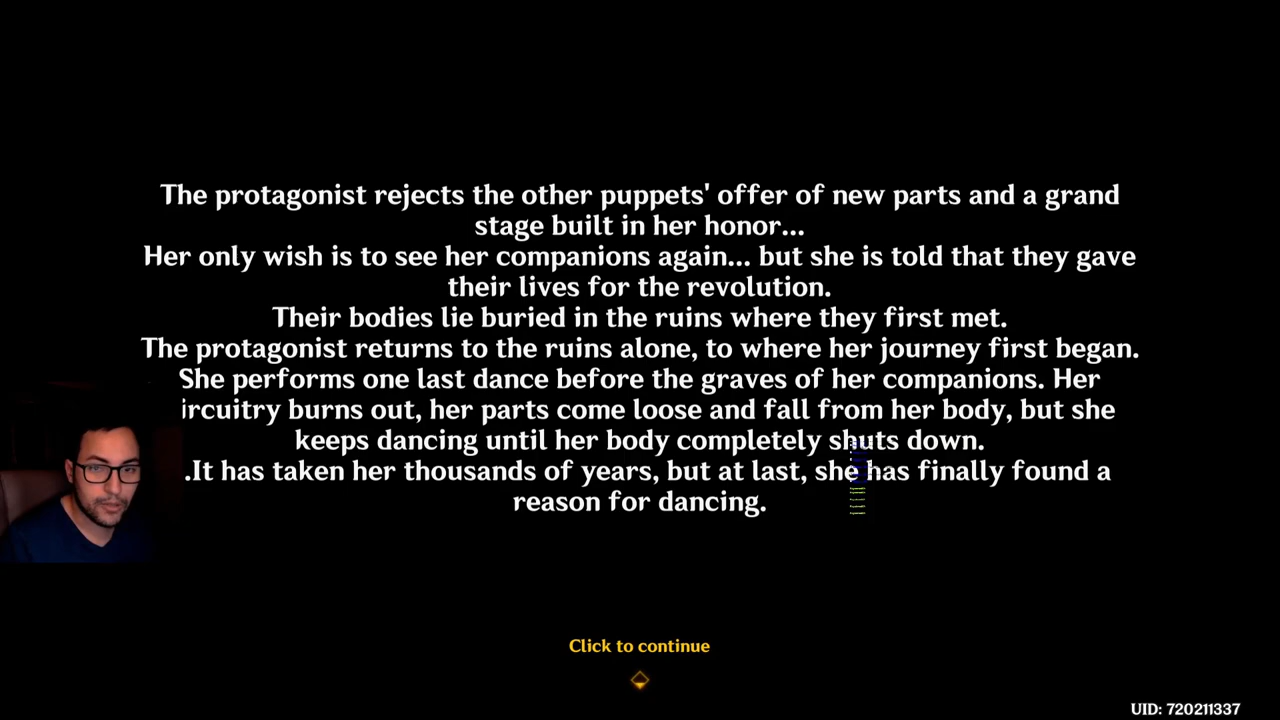 The protagonist rejects the other puppets' offer of new parts and a grand
stage built in her honor...
Her only wish is to see her companions again... but she is told that they gave
their lives for the revolution.
Their bodies lie buried in the ruins where they first met.
The protagonist returns to the ruins alone, to where her journey first began.
She performs one last dance before the graves of her companions. Her
ircuitry burns out, her parts come loose and fall from her body, but she
keeps dancing until her body completely shuts down.
.It has taken her thousands of years, but at last, she has finally found a
reason for dancing.
Click to continue
UID: 720211337